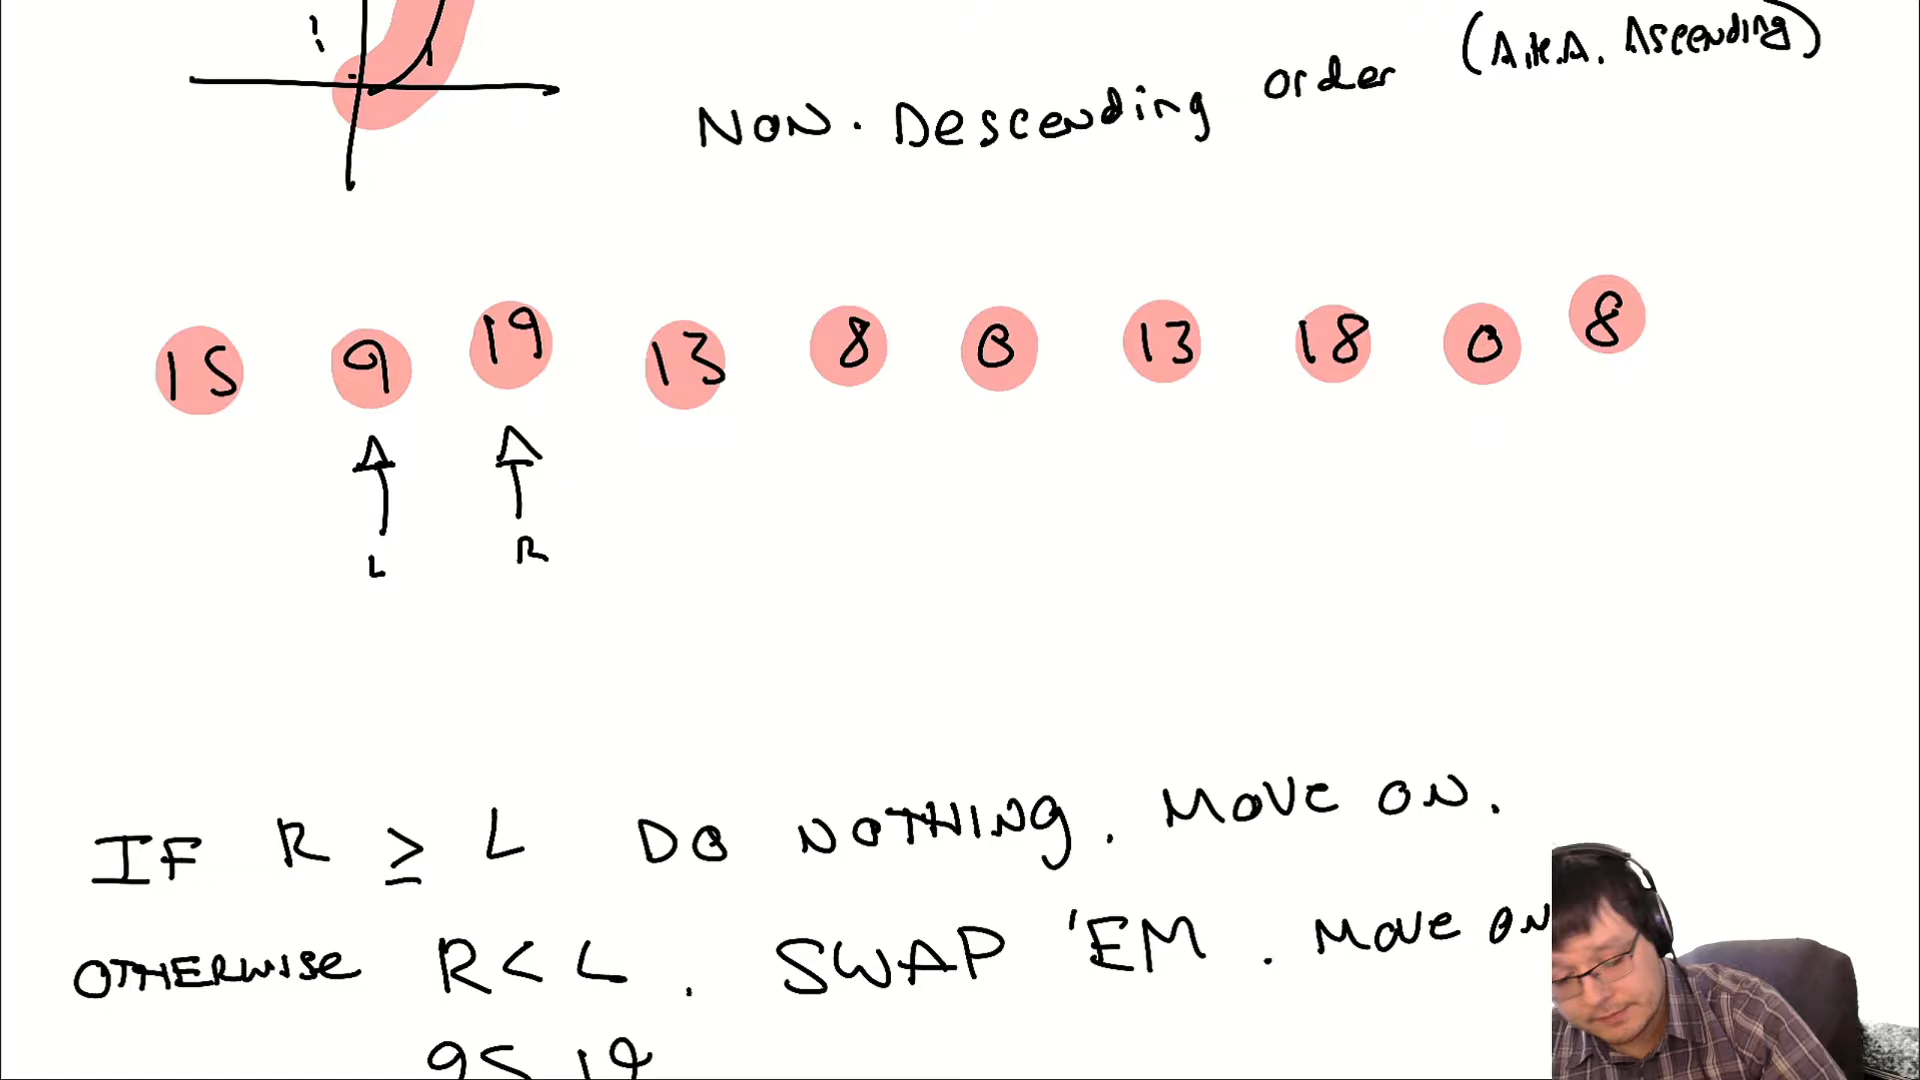 NON. Descending order (A.K.A. Ascending)
15 9 19 13 8 0 13 18 0 8
L R
IF R ≥ L DO NOTHING. MOVE ON.
OTHERWISE R < L. SWAP 'EM. MOVE ON